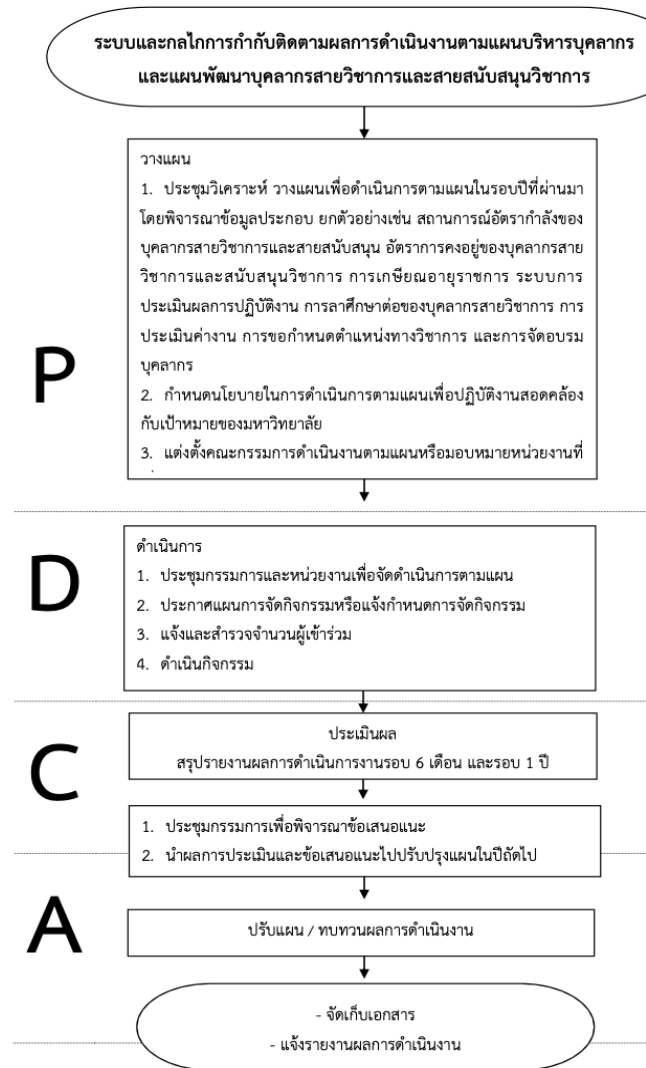 ระบบและกลไกการกำกับติดตามผลการดำเนินงานตามแผนบริหารบุคลากร
และแผนพัฒนาบุคลากรสายวิชาการและสายสนับสนุนวิชาการ
P
วางแผน
1. ประชุมวิเคราะห์ วางแผนเพื่อดำเนินการตามแผนในรอบปีที่ผ่านมา
โดยพิจารณาข้อมูลประกอบ ยกตัวอย่างเช่น สถานการณ์อัตรากำลังของ
บุคลากรสายวิชาการและสายสนับสนุน อัตราการคงอยู่ของบุคลากรสาย
วิชาการและสนับสนุนวิชาการ การเกษียณอายุราชการ ระบบการ
ประเมินผลการปฏิบัติงาน การลาศึกษาต่อของบุคลากรสายวิชาการ การ
ประเมินค่างาน การขอกำหนดตำแหน่งทางวิชาการ และการจัดอบรม
บุคลากร
2. กำหนดนโยบายในการดำเนินการตามแผนเพื่อปฏิบัติงานสอดคล้อง
กับเป้าหมายของมหาวิทยาลัย
3. แต่งตั้งคณะกรรมการดำเนินงานตามแผนหรือมอบหมายหน่วยงานที่
D
ดำเนินการ
1. ประชุมกรรมการและหน่วยงานเพื่อจัดดำเนินการตามแผน
2. ประกาศแผนการจัดกิจกรรมหรือแจ้งกำหนดการจัดกิจกรรม
3. แจ้งและสำรวจจำนวนผู้เข้าร่วม
4. ดำเนินกิจกรรม
C
ประเมินผล
สรุปรายงานผลการดำเนินการงานรอบ 6 เดือน และรอบ 1 ปี
1. ประชุมกรรมการเพื่อพิจารณาข้อเสนอแนะ
2. นำผลการประเมินและข้อเสนอแนะไปปรับปรุงแผนในปีถัดไป
A
ปรับแผน / ทบทวนผลการดำเนินงาน
- จัดเก็บเอกสาร
- แจ้งรายงานผลการดำเนินงาน